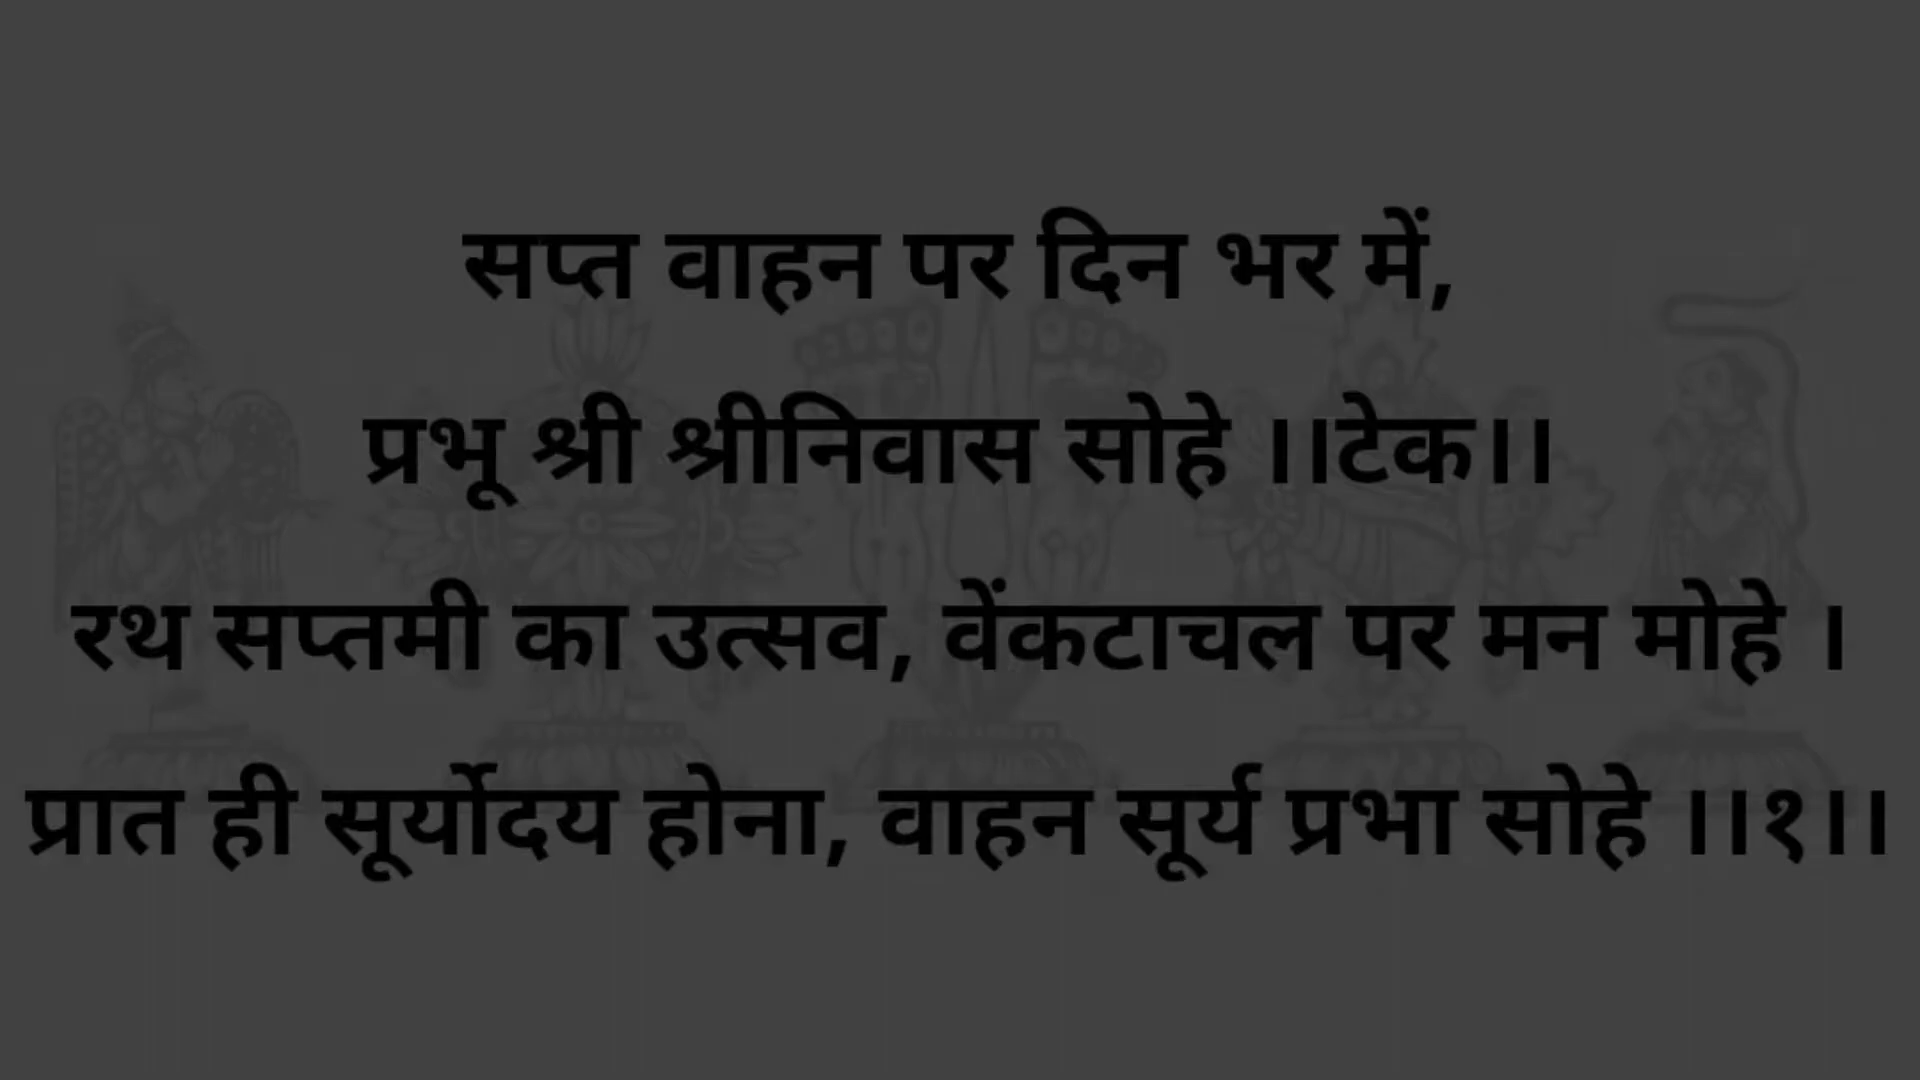 सप्त वाहन पर दिन भर में,
प्रभू श्री श्रीनिवास सोहे ।।टेक।।
रथ सप्तमी का उत्सव, वेंकटाचल पर मन मोहे ।
प्रात ही सूर्योदय होना, वाहन सूर्य प्रभा सोहे ।।१।।